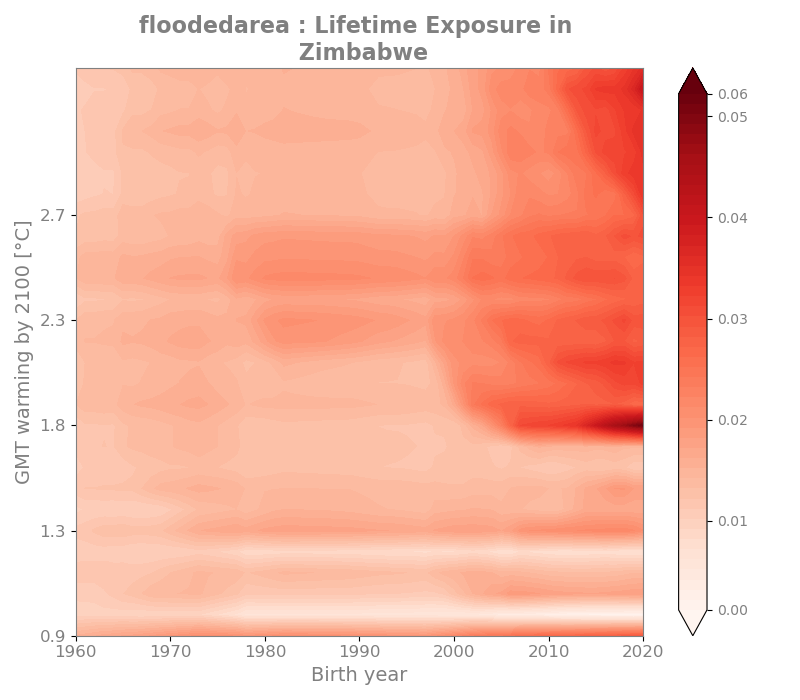 floodedarea : Lifetime Exposure in
Zimbabwe
GMT warming by 2100 [°C]
2.7
2.3
1.8
1.3
0.9
1960 1970 1980 1990 2000 2010 2020
Birth year
0.06
0.05
0.04
0.03
0.02
0.01
0.00